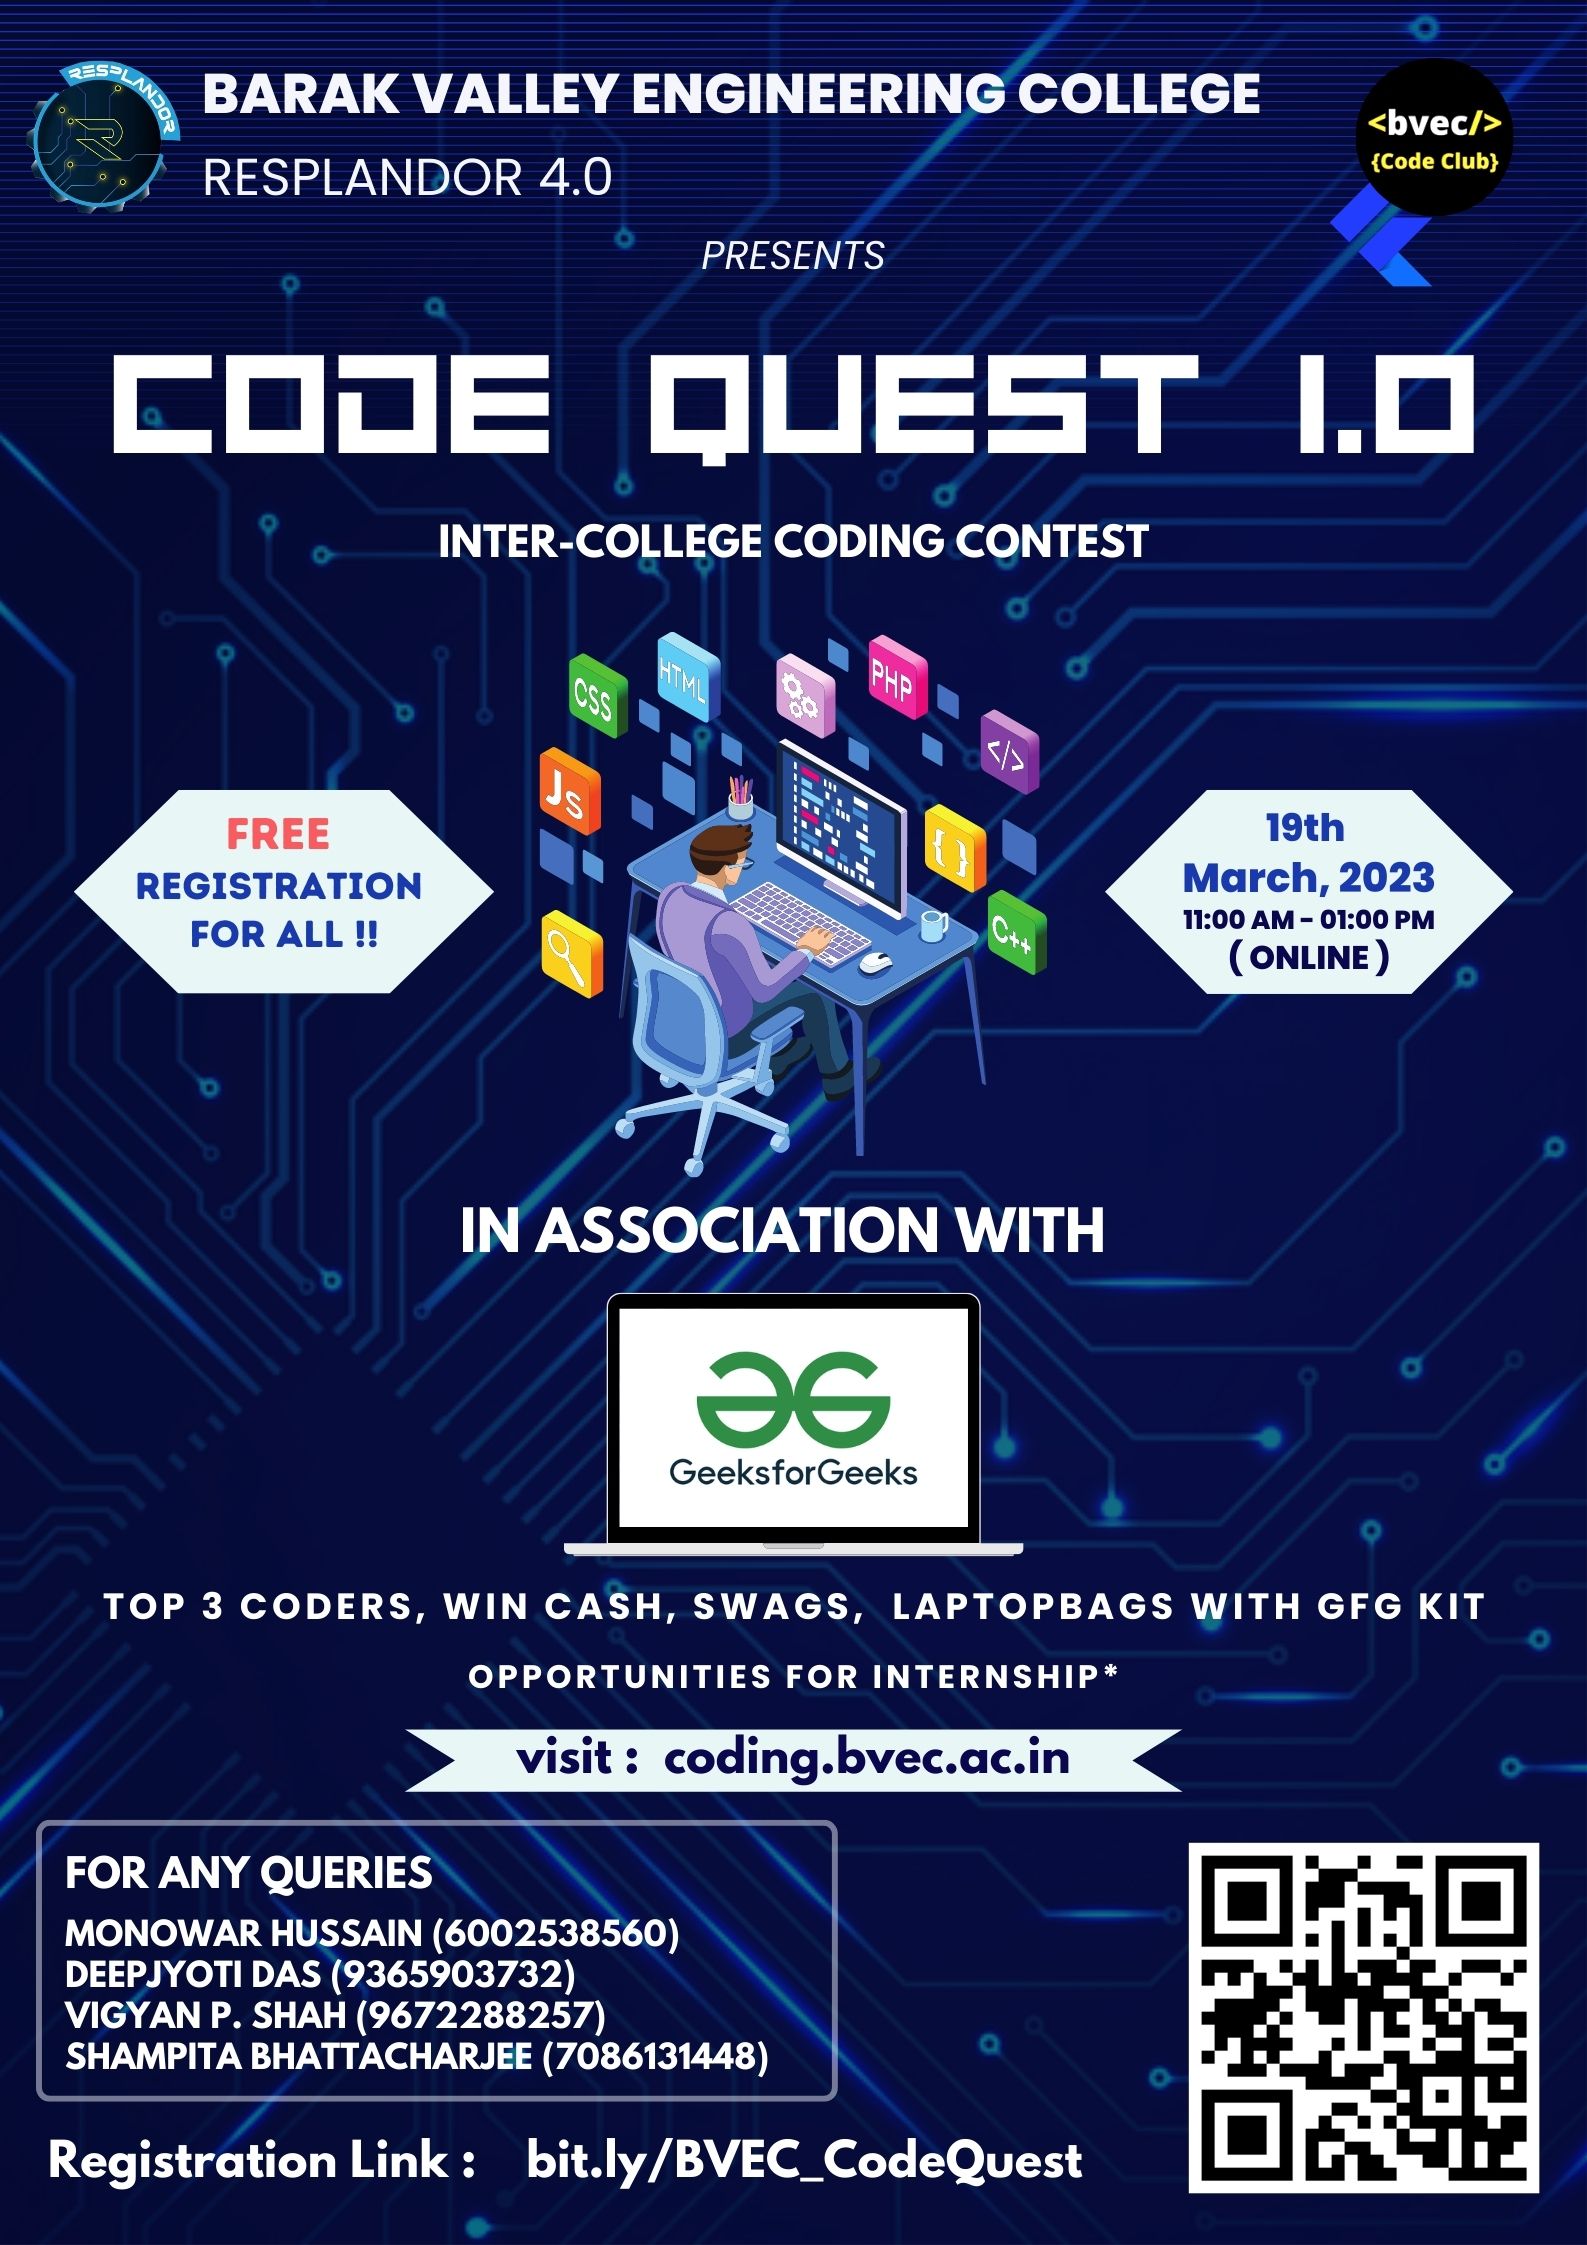 RESPLANDOR
R
BARAK VALLEY ENGINEERING COLLEGE
RESPLANDOR 4.0
<bvec/>
{Code Club}
PRESENTS
CODE QUEST 1.0
INTER-COLLEGE CODING CONTEST
CSS
HTML
PHP
</>
JS
{ }
C++
FREE
REGISTRATION
FOR ALL !!
19th
March, 2023
11:00 AM - 01:00 PM
( ONLINE )
IN ASSOCIATION WITH
GeeksforGeeks
TOP 3 CODERS, WIN CASH, SWAGS, LAPTOPBAGS WITH GFG KIT
OPPORTUNITIES FOR INTERNSHIP*
visit : coding.bvec.ac.in
FOR ANY QUERIES
MONOWAR HUSSAIN (6002538560)
DEEPJYOTI DAS (9365903732)
VIGYAN P. SHAH (9672288257)
SHAMPITA BHATTACHARJEE (7086131448)
Registration Link : bit.ly/BVEC_CodeQuest